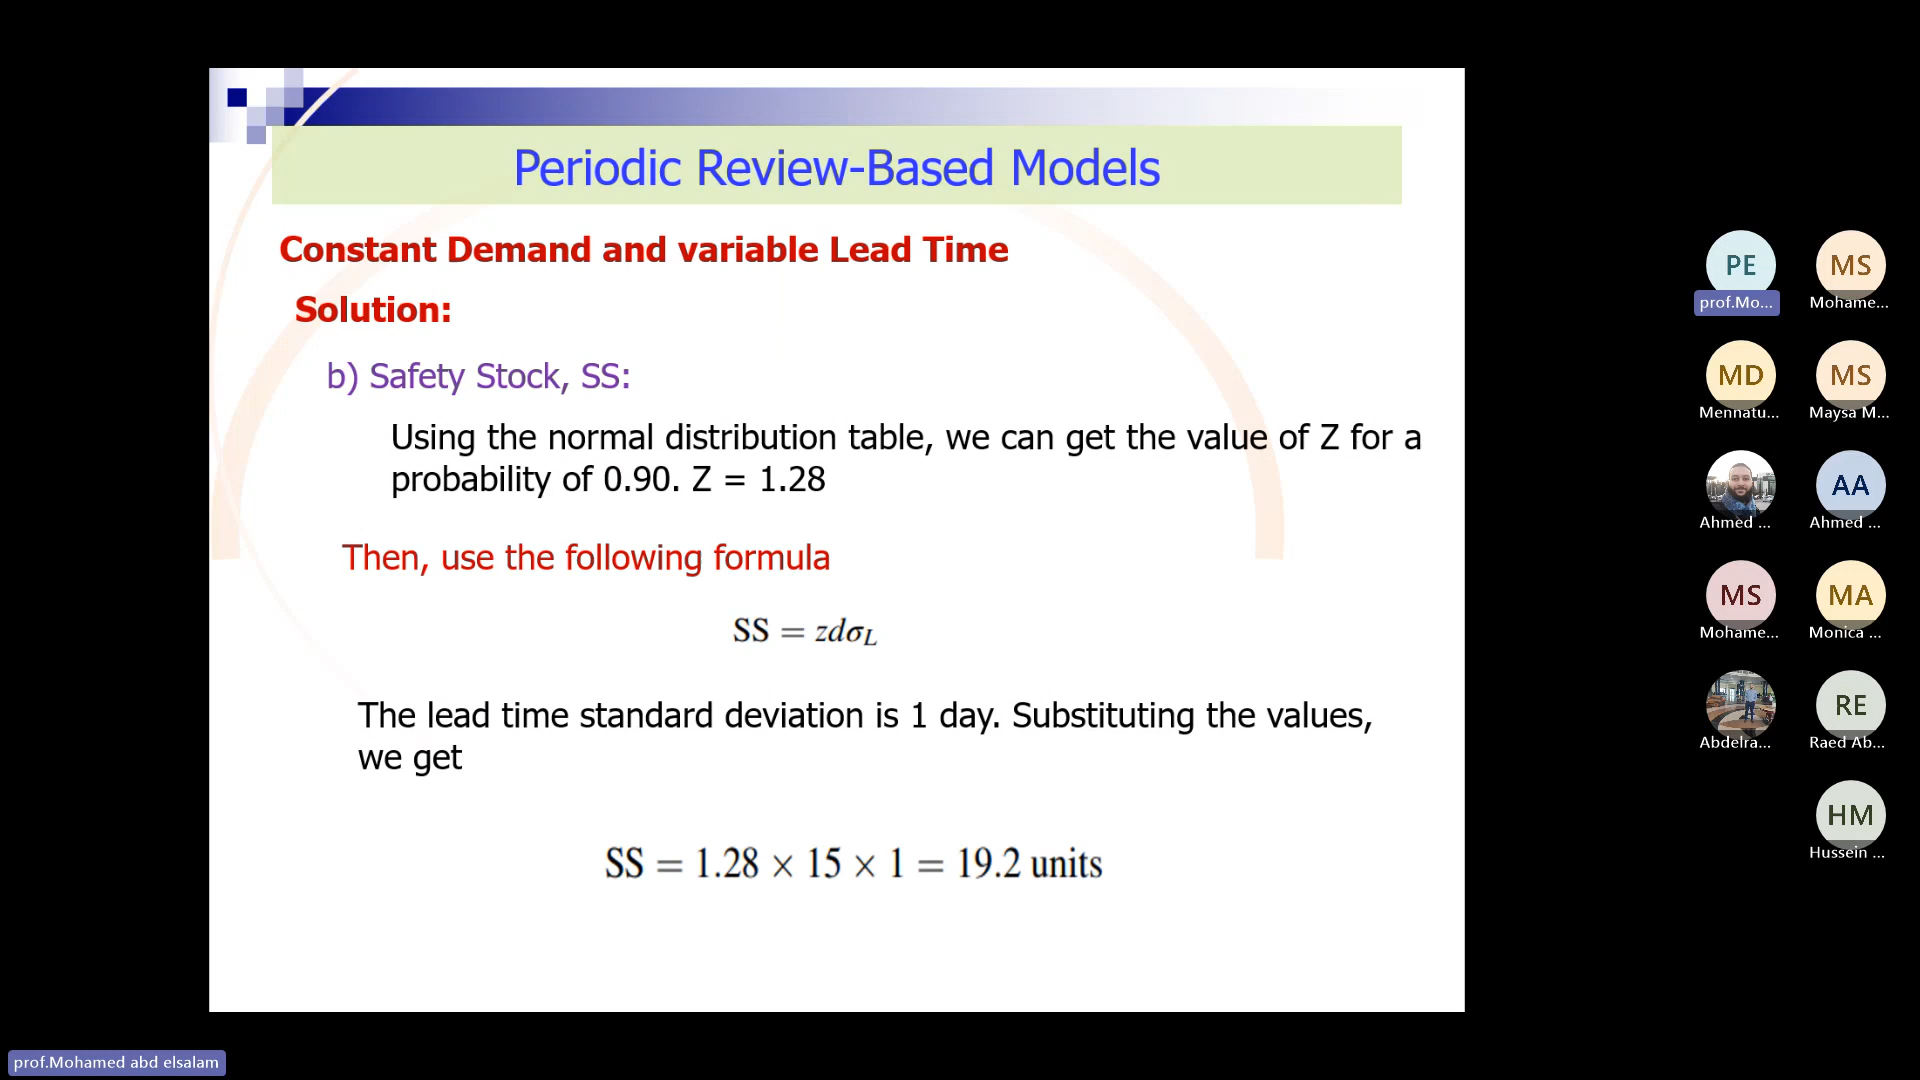 Periodic Review-Based Models
Constant Demand and variable Lead Time
Solution:
b) Safety Stock, SS:
Using the normal distribution table, we can get the value of Z for a
probability of 0.90. Z = 1.28
Then, use the following formula
SS = zdσL
The lead time standard deviation is 1 day. Substituting the values,
we get
SS = 1.28 × 15 × 1 = 19.2 units
PE
MS
prof.Mo...
Mohame...
MD
MS
Mennatu...
Maysa M...
AA
Ahmed ...
Ahmed ...
MS
MA
Mohame...
Monica ...
RE
Abdelra...
Raed Ab...
HM
Hussein ...
prof.Mohamed abd elsalam